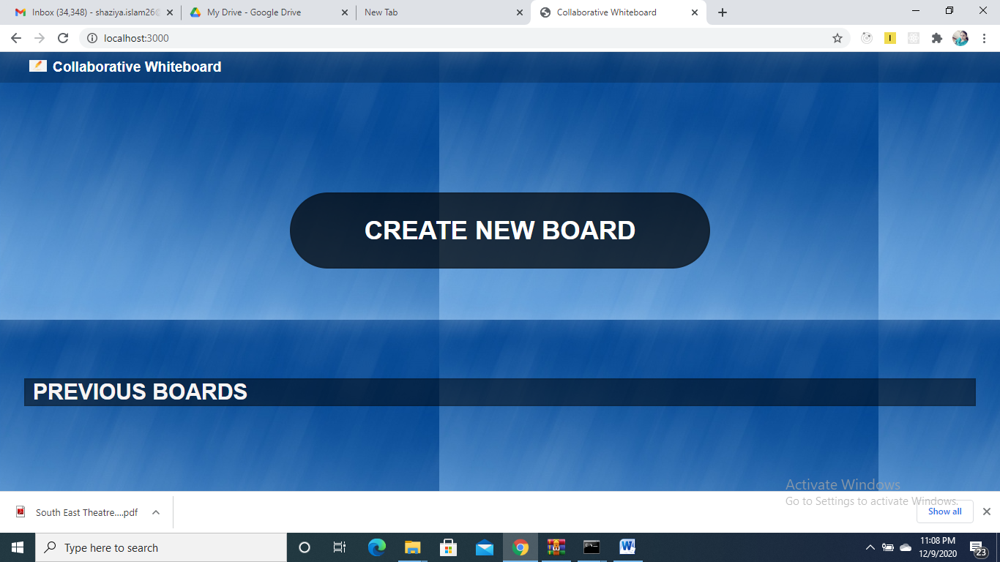 Inbox (34,348) - shaziya.islam26@
My Drive - Google Drive
New Tab
Collaborative Whiteboard
localhost:3000
Collaborative Whiteboard
CREATE NEW BOARD
PREVIOUS BOARDS
Activate Windows
Go to Settings to activate Windows.
South East Theatre....pdf
Show all
Type here to search
11:08 PM
12/9/2020
23